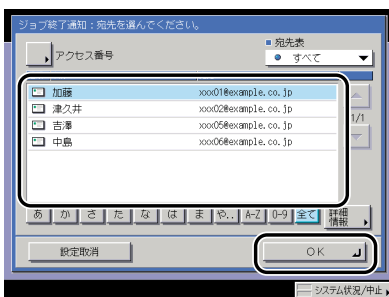 ジョブ終了通知：宛先を選んでください。
アクセス番号
■ 宛先表
すべて
加藤 xxx01@example.co.jp
津久井 xxx02@example.co.jp
吉澤 xxx05@example.co.jp
中島 xxx06@example.co.jp
1/1
あ か さ た な は ま や.. A-Z 0-9 全て 詳細情報
設定取消 OK
システム状況/中止